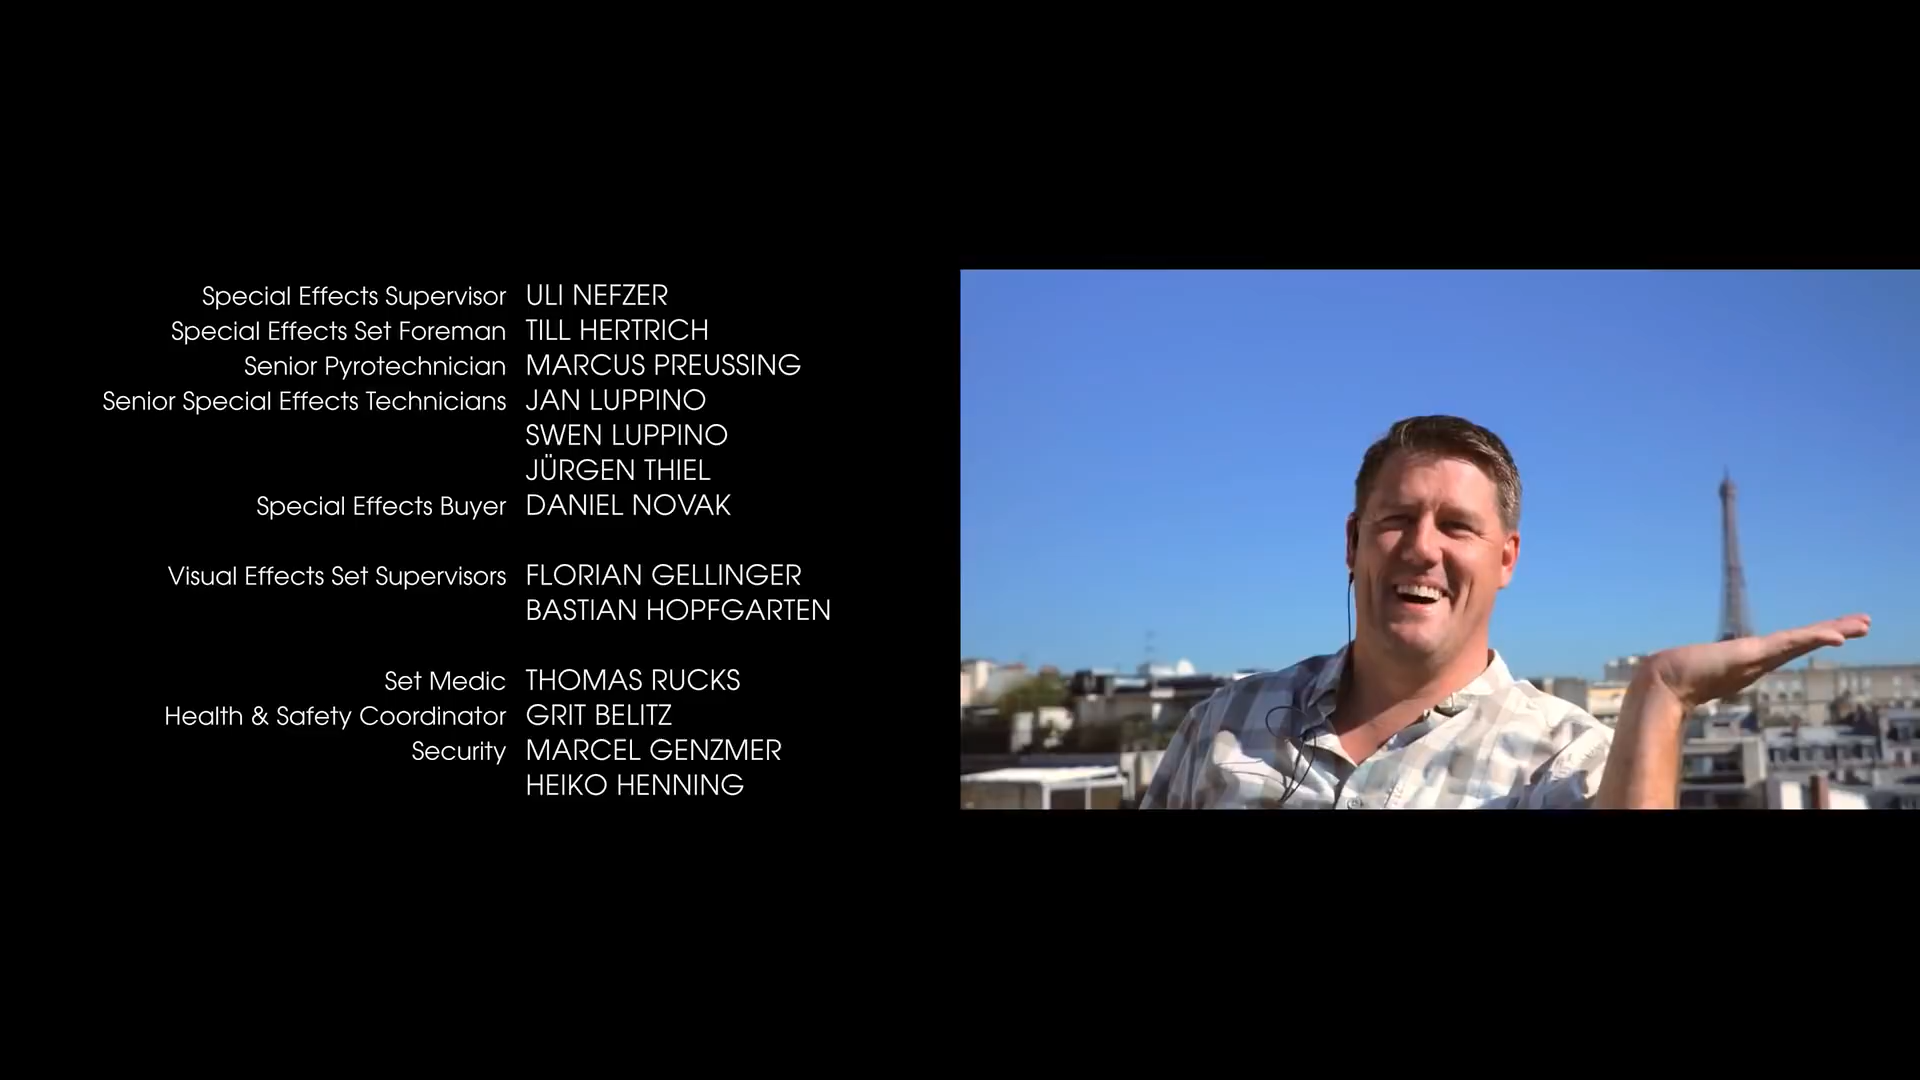 Special Effects Supervisor ULI NEFZER
Special Effects Set Foreman TILL HERTRICH
Senior Pyrotechnician MARCUS PREUSSING
Senior Special Effects Technicians JAN LUPPINO
SWEN LUPPINO
JÜRGEN THIEL
Special Effects Buyer DANIEL NOVAK
Visual Effects Set Supervisors FLORIAN GELLINGER
BASTIAN HOPFGARTEN
Set Medic THOMAS RUCKS
Health & Safety Coordinator GRIT BELITZ
Security MARCEL GENZMER
HEIKO HENNING